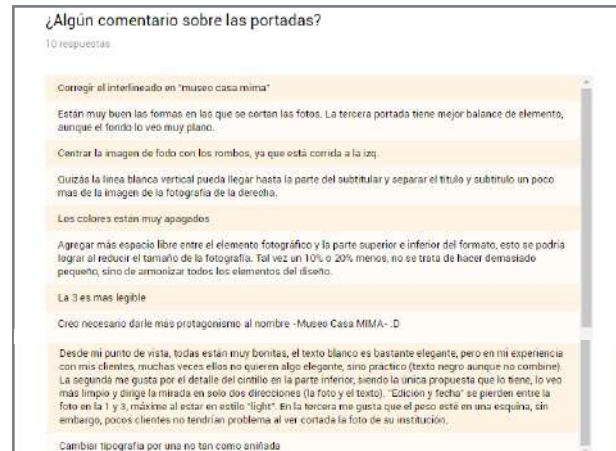 ¿Algún comentario sobre las portadas?
10 respuestas
Corregir el interlineado en "museo casa mima"
Están muy buen las formas en las que se cortan las fotos. La tercera portada tiene mejor balance de elemento,
aunque el fondo lo veo muy plano.
Centrar la imagen de fodo con los rombos, ya que está corrida a la izq.
Quizás la linea blanca vertical pueda llegar hasta la parte del subtitular y separar el titulo y subtitulo un poco
mas de la imagen de la fotografia de la derecha.
Los colores están muy apagados
Agregar más espacio libre entre el elemento fotográfico y la parte superior e inferior del formato, esto se podría
lograr al reducir el tamaño de la fotografía. Tal vez un 10% o 20% menos, no se trata de hacer demasiado
pequeño, sino de armonizar todos los elementos del diseño.
La 3 es mas legible
Creo necesario darle más protagonismo al nombre -Museo Casa MIMA- :D
Desde mi punto de vista, todas están muy bonitas, el texto blanco es bastante elegante, pero en mi experiencia
con mis clientes, muchas veces ellos no quieren algo elegante, sino práctico (texto negro aunque no combine).
La segunda me gusta por el detalle del cintillo en la parte inferior, siendo la única propuesta que lo tiene, lo veo
más limpio y dirige la mirada en solo dos direcciones (la foto y el texto). "Edición y fecha" se pierden entre la
foto en la 1 y 3, máxime al estar en estilo "light". En la tercera me gusta que el peso esté en una esquina, sin
embargo, pocos clientes no tendrían problema al ver cortada la foto de su institución.
Cambiar tipografia por una no tan como aniñada